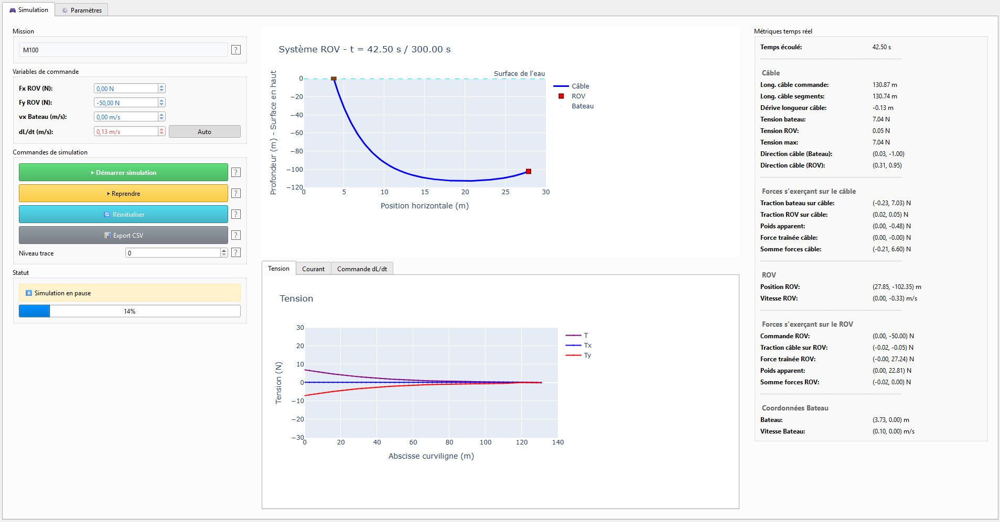 Simulation
Paramètres
Mission
M100
?
Variables de commande
Fx ROV (N):
0,00 N
Fy ROV (N):
-50,00 N
vx Bateau (m/s):
0,00 m/s
dL/dt (m/s):
0,13 m/s
Auto
Commandes de simulation
Démarrer simulation
?
Reprendre
?
Réinitialiser
?
Export CSV
?
Niveau trace
0
?
Statut
Simulation en pause
14%
Système ROV - t = 42.50 s / 300.00 s
Surface de l'eau
Profondeur (m) - Surface en haut
0
−20
−40
−60
−80
−100
−120
0 5 10 15 20 25 30
Position horizontale (m)
Câble
ROV
Bateau
Tension
Courant
Commande dL/dt
Tension
Tension (N)
30
20
10
0
−10
−20
−30
0 20 40 60 80 100 120 140
Abscisse curviligne (m)
T
Tx
Ty
Métriques temps réel
Temps écoulé: 42.50 s
Câble
Long. câble commande: 130.87 m
Long. câble segments: 130.74 m
Dérive longueur câble: -0.13 m
Tension bateau: 7.04 N
Tension ROV: 0.05 N
Tension max: 7.04 N
Direction câble (Bateau): (0.03, -1.00)
Direction câble (ROV): (0.31, 0.95)
Forces s'exerçant sur le câble
Traction bateau sur câble: (-0.23, 7.03) N
Traction ROV sur câble: (0.02, 0.05) N
Poids apparent: (0.00, -0.48) N
Force traînée câble: (0.00, -0.00) N
Somme forces câble: (-0.21, 6.60) N
ROV
Position ROV: (27.85, -102.35) m
Vitesse ROV: (0.00, -0.33) m/s
Forces s'exerçant sur le ROV
Commande ROV: (0.00, -50.00) N
Traction câble sur ROV: (-0.02, -0.05) N
Force traînée ROV: (-0.00, 27.24) N
Poids apparent: (0.00, 22.81) N
Somme forces ROV: (-0.02, 0.00) N
Coordonnées Bateau
Bateau: (3.73, 0.00) m
Vitesse Bateau: (0.10, 0.00) m/s